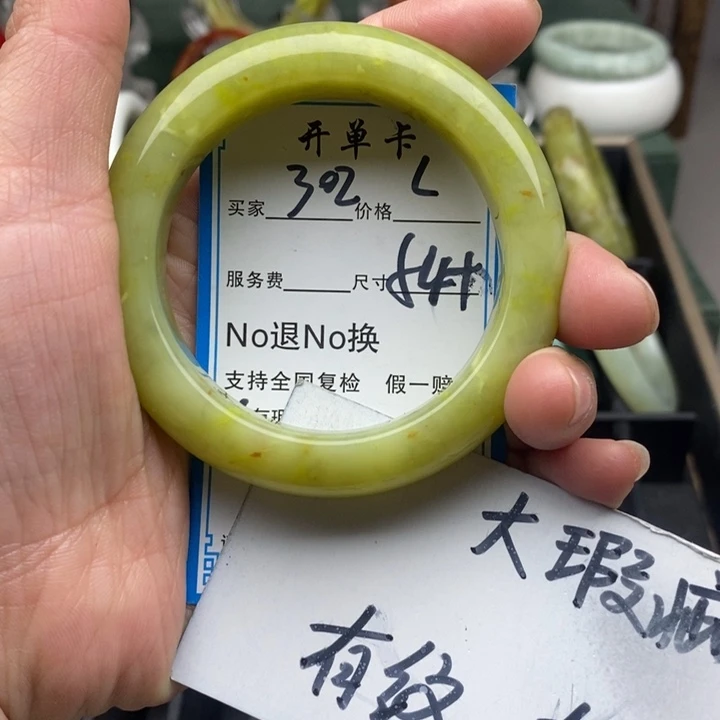 开单卡
买家 302 价格 L
服务费 尺寸 54
No退No换
支持全国复检 假一赔
大瑕疵
有纹